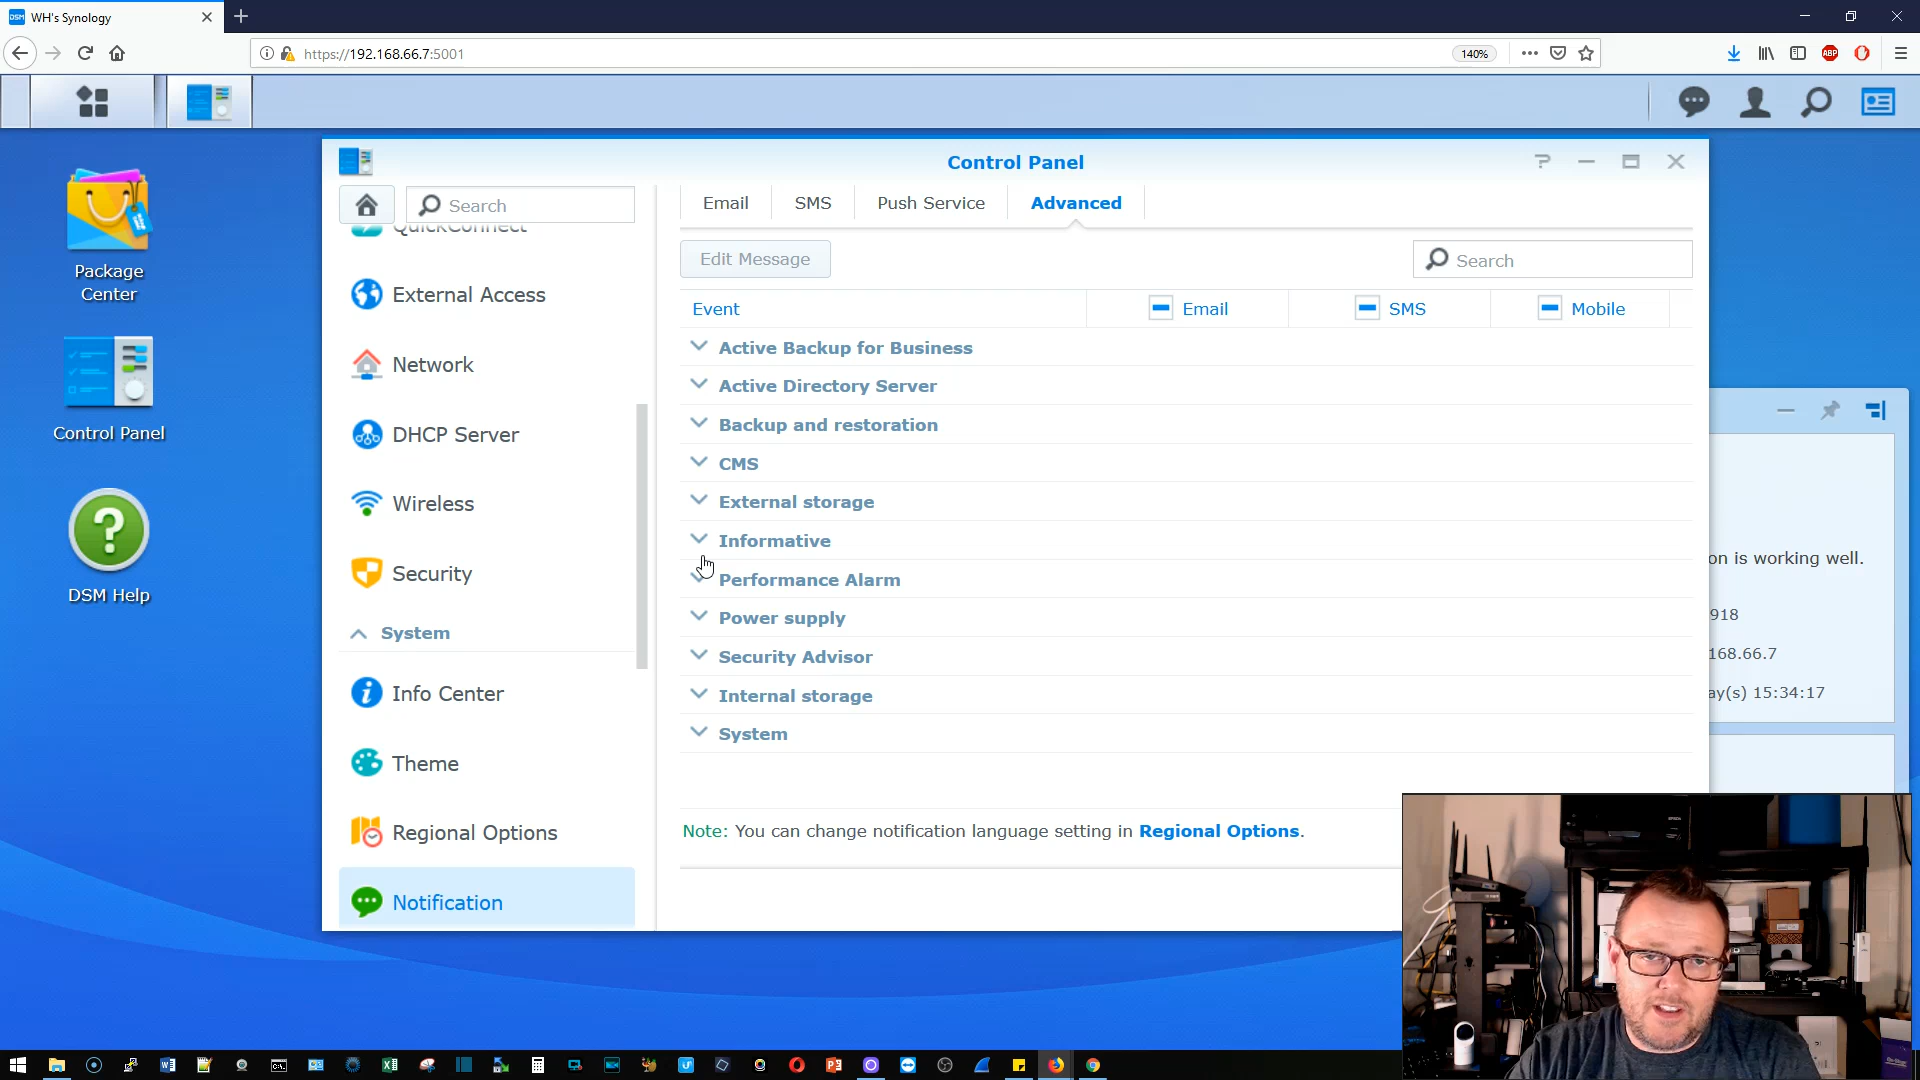 WH's Synology
https://192.168.66.7:5001
140%
ABP
Control Panel
Search
Email
SMS
Push Service
Advanced
QuickConnect
Edit Message
Search
Package
Center
External Access
Event
Email
SMS
Mobile
Active Backup for Business
Network
Active Directory Server
Control Panel
DHCP Server
Backup and restoration
CMS
Wireless
External storage
Informative
on is working well.
Security
Performance Alarm
DSM Help
Power supply
918
System
Security Advisor
168.66.7
Info Center
Internal storage
ay(s) 15:34:17
System
Theme
Regional Options
Note: You can change notification language setting in Regional Options.
Notification
EPSON